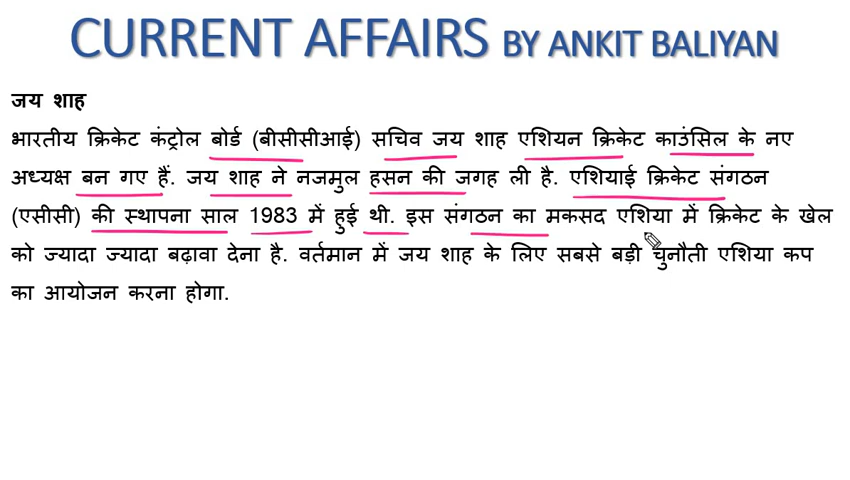 CURRENT AFFAIRS BY ANKIT BALIYAN
जय शाह
भारतीय क्रिकेट कंट्रोल बोर्ड (बीसीसीआई) सचिव जय शाह एशियन क्रिकेट काउंसिल के नए
अध्यक्ष बन गए हैं. जय शाह ने नजमुल हसन की जगह ली है. एशियाई क्रिकेट संगठन
(एसीसी) की स्थापना साल 1983 में हुई थी. इस संगठन का मकसद एशिया में क्रिकेट के खेल
को ज्यादा ज्यादा बढ़ावा देना है. वर्तमान में जय शाह के लिए सबसे बड़ी चुनौती एशिया कप
का आयोजन करना होगा.